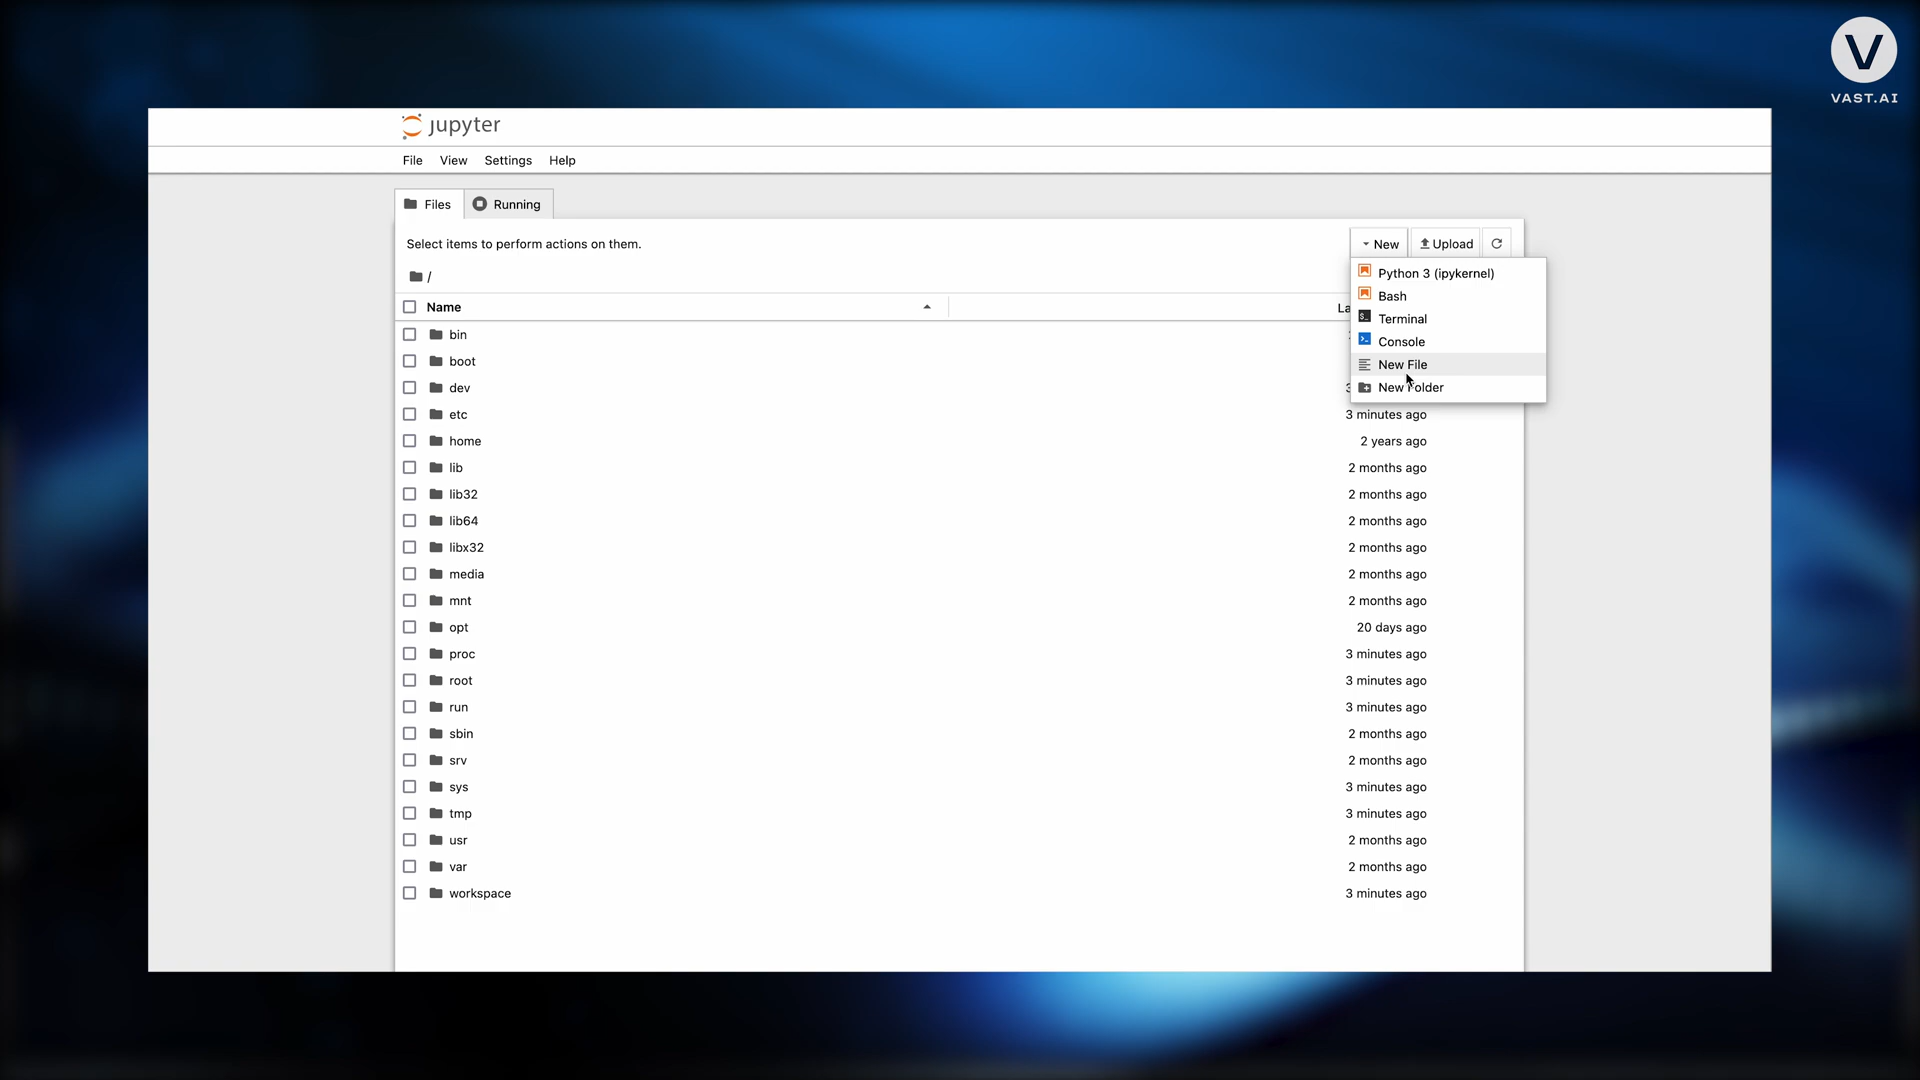 V
VAST.AI
jupyter
File View Settings Help
Files Running
Select items to perform actions on them.
New Upload
/
Python 3 (ipykernel)
Bash
Terminal
Console
New File
New Folder
Name
bin
boot
dev
etc 3 minutes ago
home 2 years ago
lib 2 months ago
lib32 2 months ago
lib64 2 months ago
libx32 2 months ago
media 2 months ago
mnt 2 months ago
opt 20 days ago
proc 3 minutes ago
root 3 minutes ago
run 3 minutes ago
sbin 2 months ago
srv 2 months ago
sys 3 minutes ago
tmp 3 minutes ago
usr 2 months ago
var 2 months ago
workspace 3 minutes ago